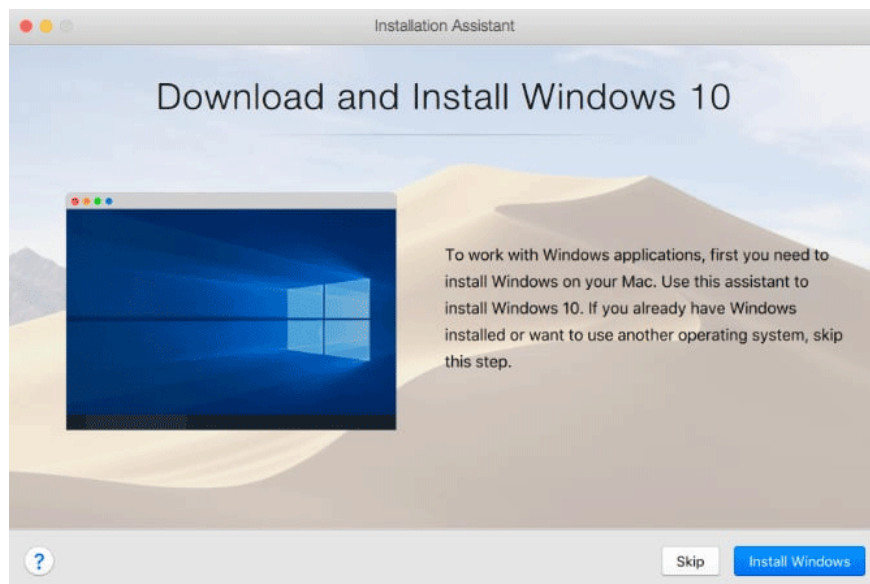 Installation Assistant
Download and Install Windows 10
To work with Windows applications, first you need to
install Windows on your Mac. Use this assistant to
install Windows 10. If you already have Windows
installed or want to use another operating system, skip
this step.
?
Skip
Install Windows